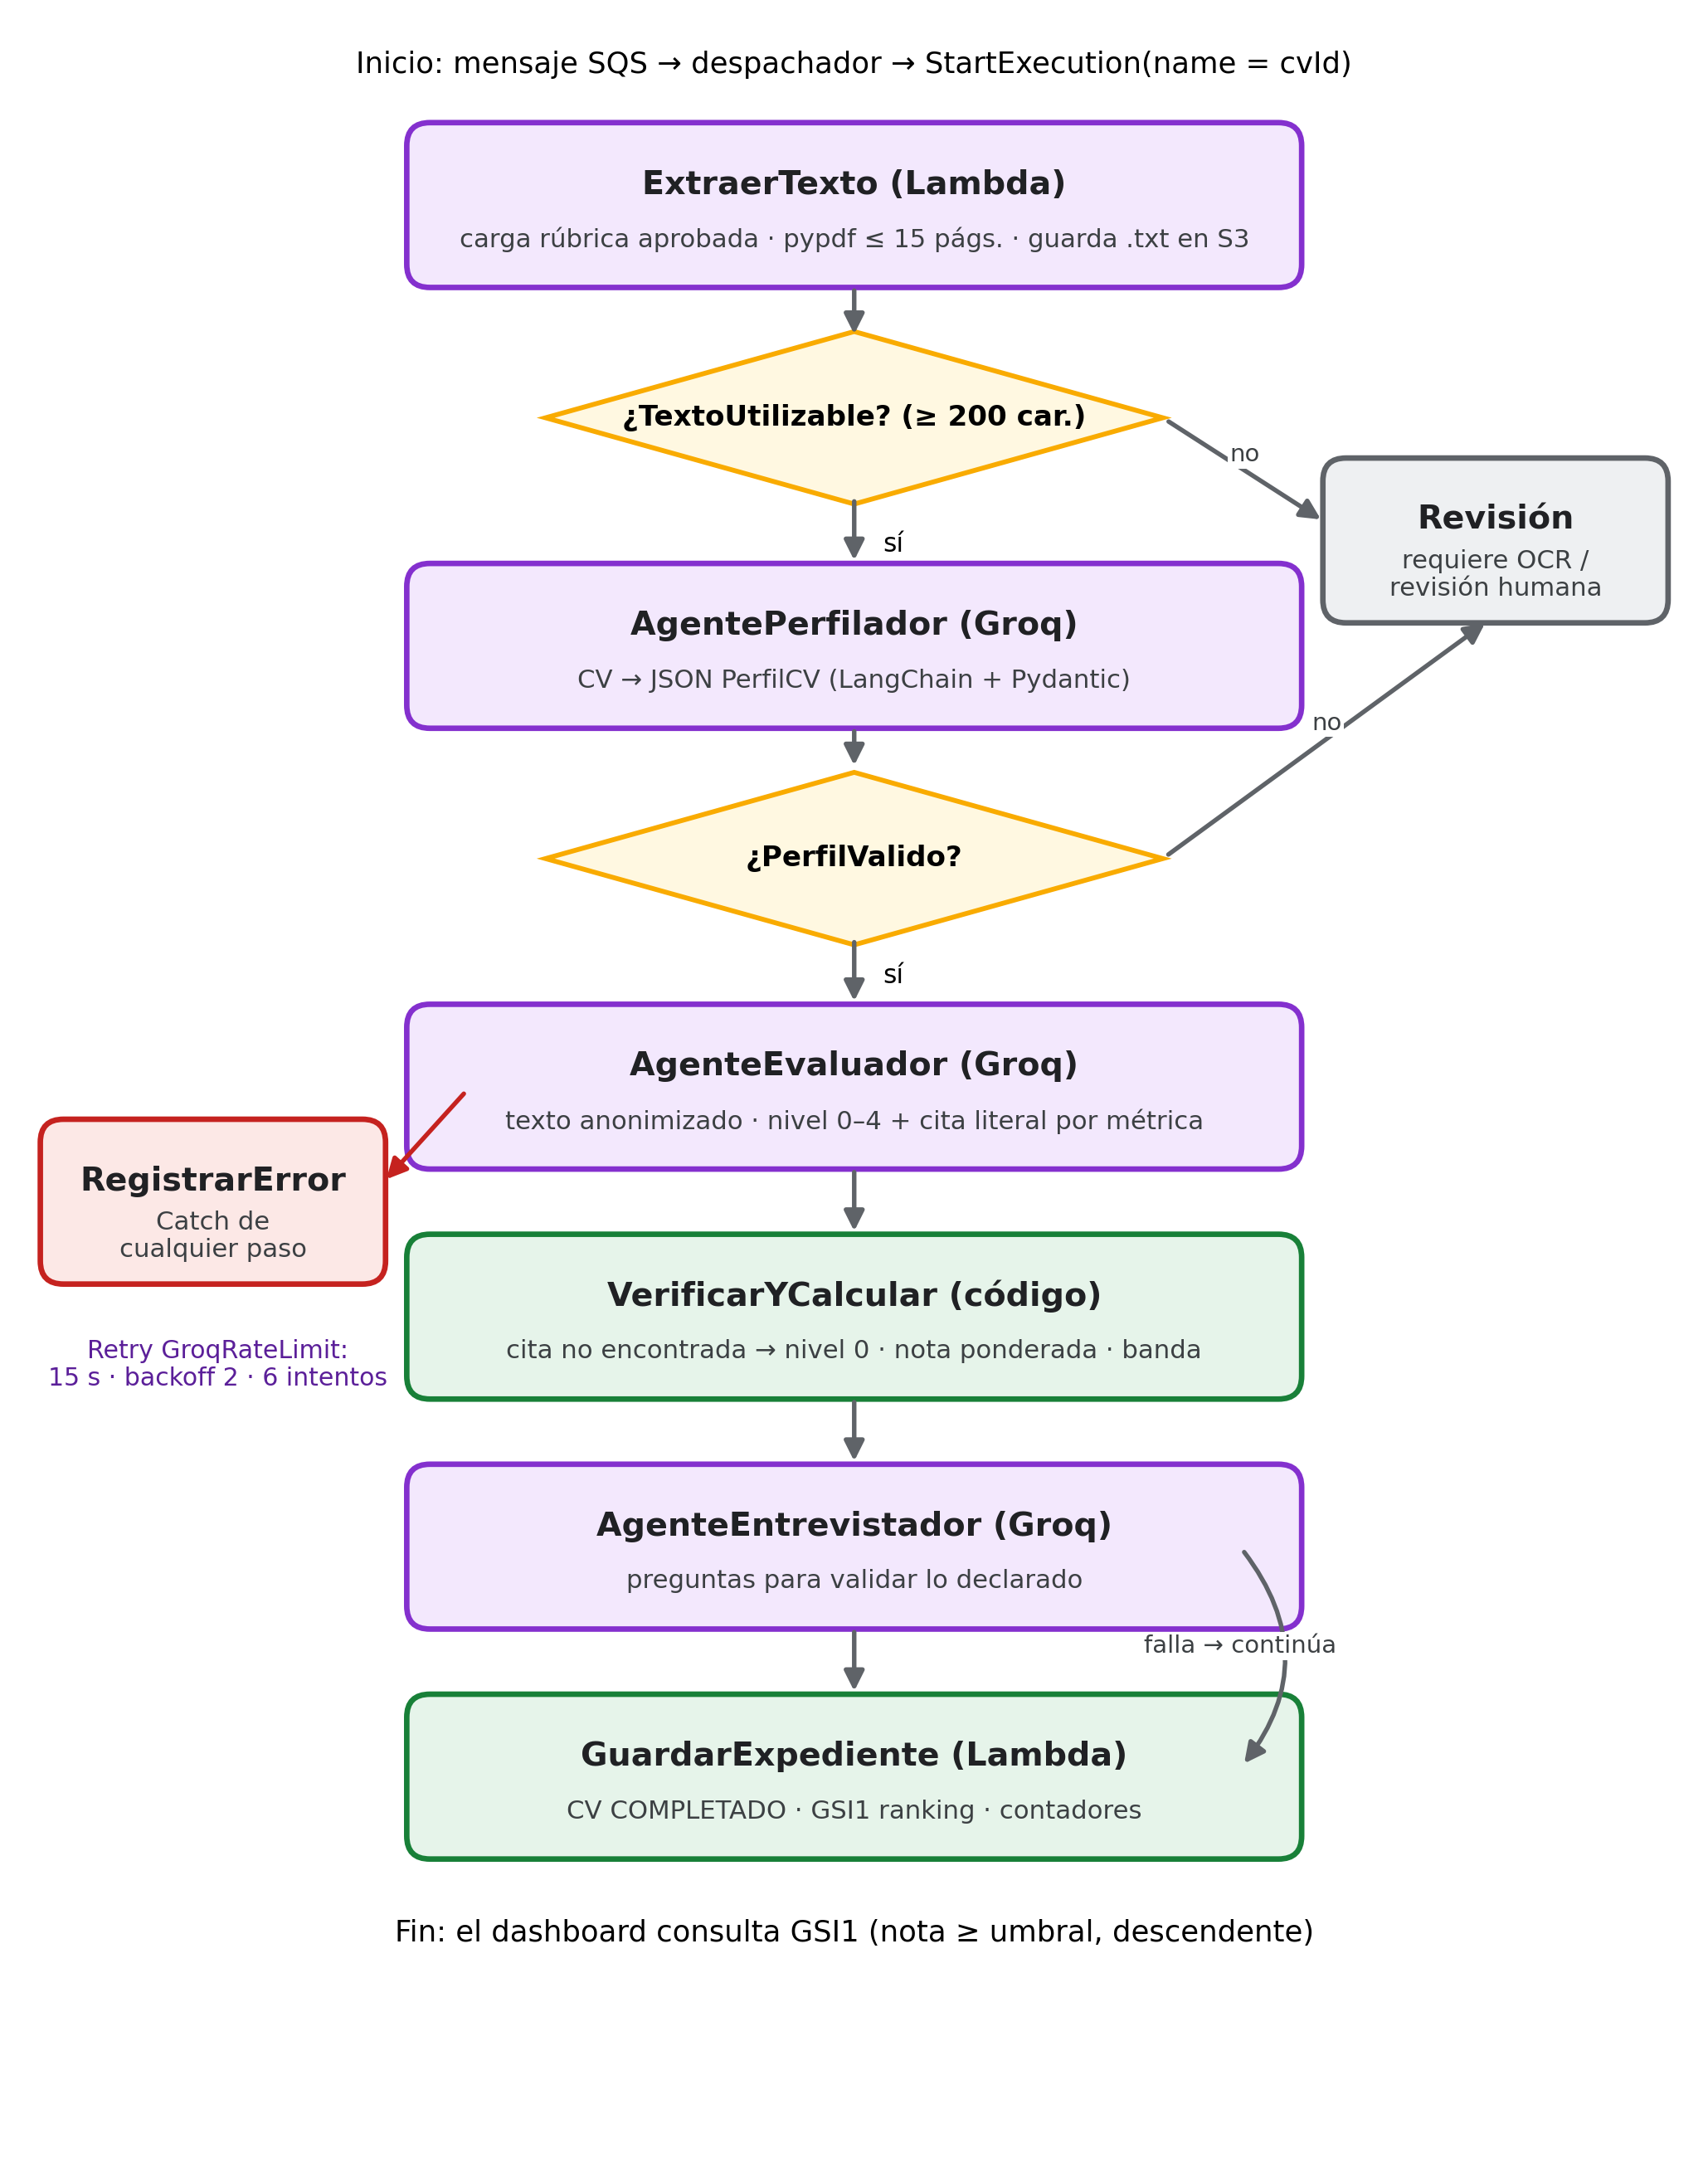 Inicio: mensaje SQS → despachador → StartExecution(name = cvId)
ExtraerTexto (Lambda)
carga rúbrica aprobada · pypdf ≤ 15 págs. · guarda .txt en S3
¿TextoUtilizable? (≥ 200 car.)
no
Revisión
requiere OCR /
revisión humana
sí
AgentePerfilador (Groq)
CV → JSON PerfilCV (LangChain + Pydantic)
no
¿PerfilValido?
sí
AgenteEvaluador (Groq)
texto anonimizado · nivel 0–4 + cita literal por métrica
RegistrarError
Catch de
cualquier paso
VerificarYCalcular (código)
cita no encontrada → nivel 0 · nota ponderada · banda
Retry GroqRateLimit:
15 s · backoff 2 · 6 intentos
AgenteEntrevistador (Groq)
preguntas para validar lo declarado
falla → continúa
GuardarExpediente (Lambda)
CV COMPLETADO · GSI1 ranking · contadores
Fin: el dashboard consulta GSI1 (nota ≥ umbral, descendente)